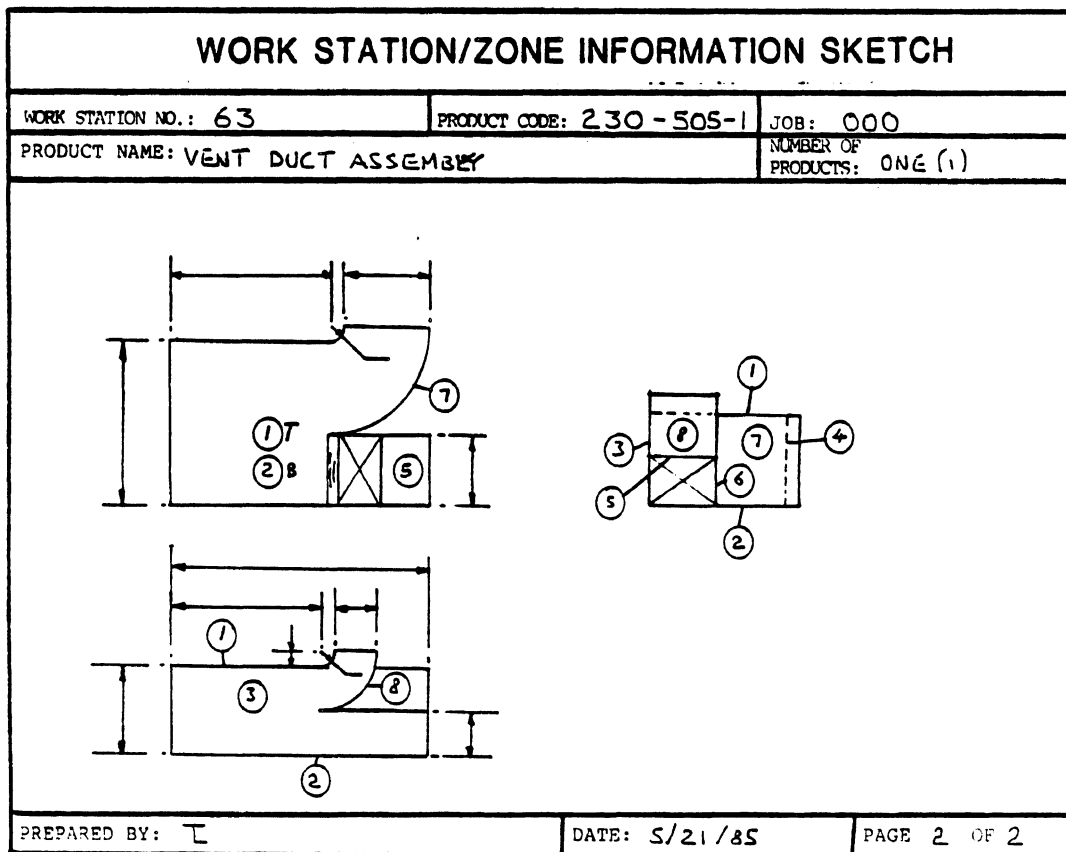 WORK STATION/ZONE INFORMATION SKETCH
WORK STATION NO.: 63 PRODUCT CODE: 230-505-1 JOB: 000
PRODUCT NAME: VENT DUCT ASSEMBLY NUMBER OF PRODUCTS: ONE (1)
7
1 T
2 B
5
1
3
8
7
4
5
6
2
1
3
8
2
PREPARED BY: I DATE: 5/21/85 PAGE 2 OF 2